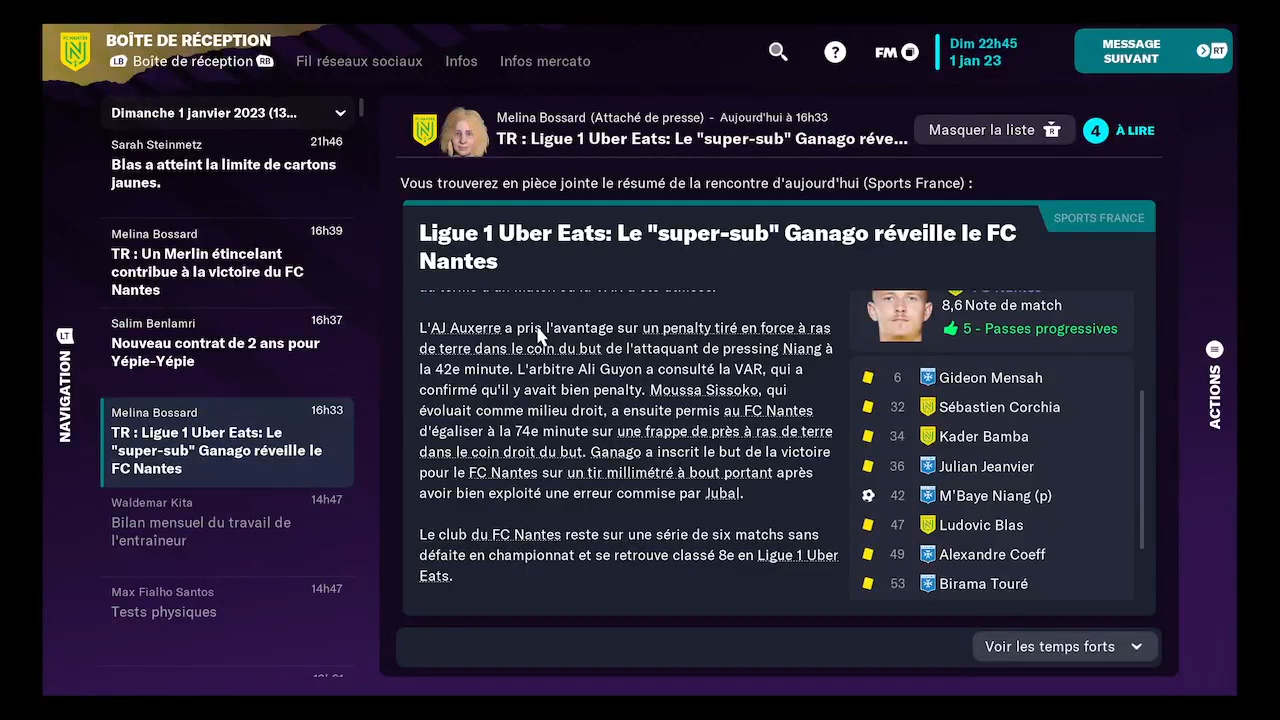 FC NANTES
BOÎTE DE RÉCEPTION
LB Boîte de réception RB
Fil réseaux sociaux
Infos
Infos mercato
?
FM
Dim 22h45
1 jan 23
MESSAGE
SUIVANT
RT
Dimanche 1 janvier 2023 (13...
Sarah Steinmetz 21h46
Blas a atteint la limite de cartons
jaunes.
Melina Bossard 16h39
TR : Un Merlin étincelant
contribue à la victoire du FC
Nantes
Salim Benlamri 16h37
Nouveau contrat de 2 ans pour
Yépie-Yépie
Melina Bossard 16h33
TR : Ligue 1 Uber Eats: Le
"super-sub" Ganago réveille le
FC Nantes
Waldemar Kita 14h47
Bilan mensuel du travail de
l'entraîneur
Max Fialho Santos 14h47
Tests physiques
LT
NAVIGATION
Melina Bossard (Attaché de presse) - Aujourd'hui à 16h33
TR : Ligue 1 Uber Eats: Le "super-sub" Ganago réve...
Masquer la liste R
4 À LIRE
Vous trouverez en pièce jointe le résumé de la rencontre d'aujourd'hui (Sports France) :
SPORTS FRANCE
Ligue 1 Uber Eats: Le "super-sub" Ganago réveille le FC
Nantes
L'AJ Auxerre a pris l'avantage sur un penalty tiré en force à ras
de terre dans le coin du but de l'attaquant de pressing Niang à
la 42e minute. L'arbitre Ali Guyon a consulté la VAR, qui a
confirmé qu'il y avait bien penalty. Moussa Sissoko, qui
évoluait comme milieu droit, a ensuite permis au FC Nantes
d'égaliser à la 74e minute sur une frappe de près à ras de terre
dans le coin droit du but. Ganago a inscrit le but de la victoire
pour le FC Nantes sur un tir millimétré à bout portant après
avoir bien exploité une erreur commise par Jubal.
Le club du FC Nantes reste sur une série de six matchs sans
défaite en championnat et se retrouve classé 8e en Ligue 1 Uber
Eats.
8,6 Note de match
5 - Passes progressives
6 Gideon Mensah
32 Sébastien Corchia
34 Kader Bamba
36 Julian Jeanvier
42 M'Baye Niang (p)
47 Ludovic Blas
49 Alexandre Coeff
53 Birama Touré
Voir les temps forts
ACTIONS